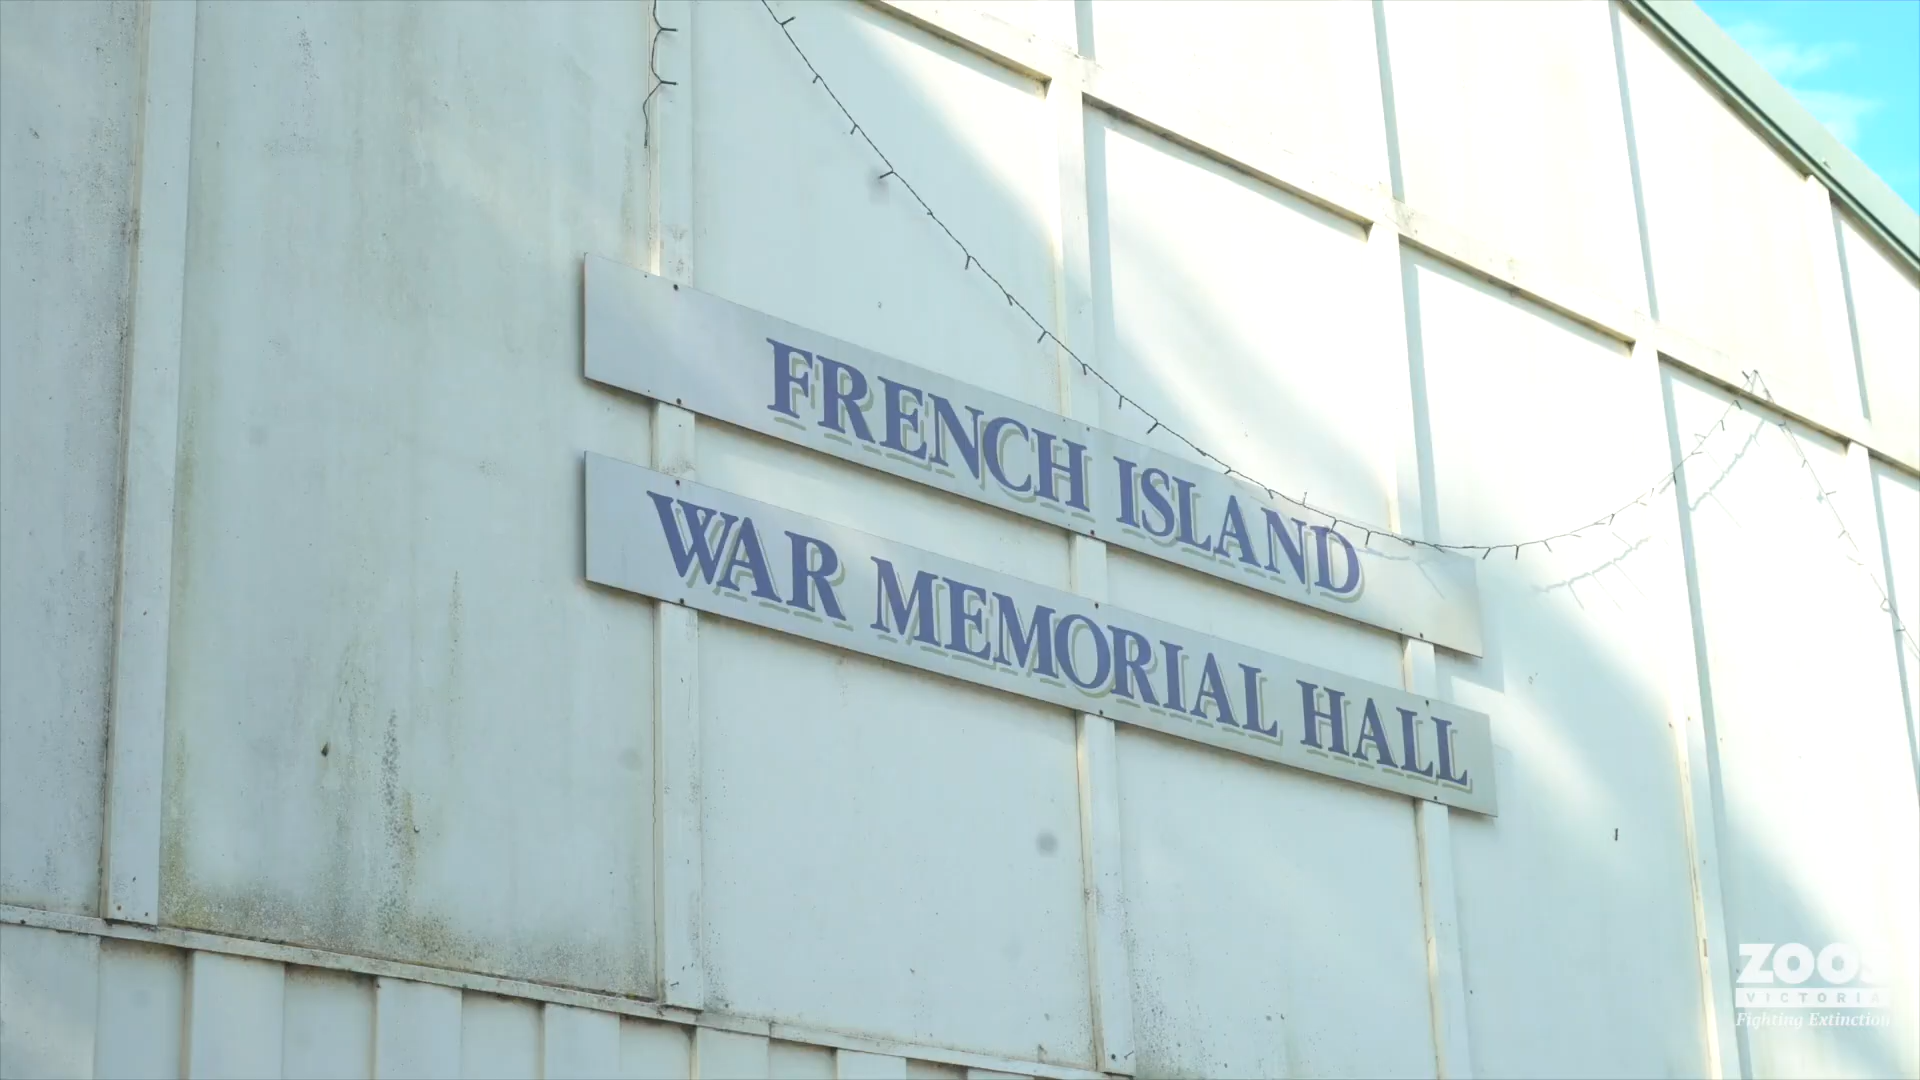 FRENCH ISLAND
WAR MEMORIAL HALL
ZOOS
VICTORIA
Fighting Extinction